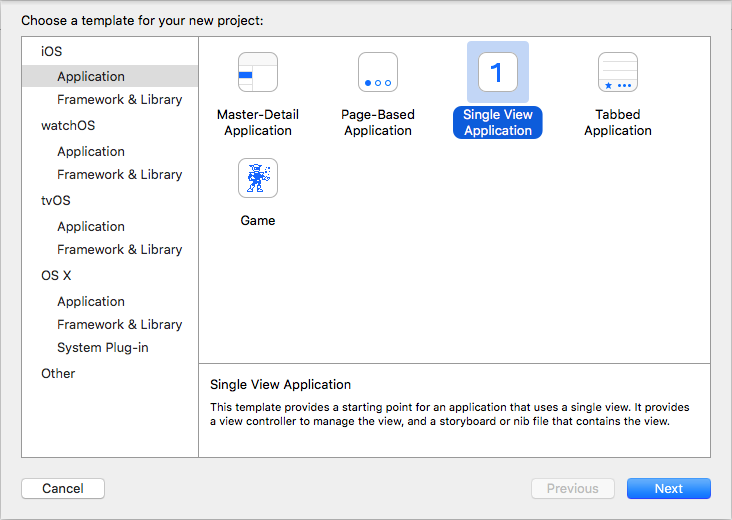 Choose a template for your new project:
iOS
Application
Framework & Library
watchOS
Application
Framework & Library
tvOS
Application
Framework & Library
OS X
Application
Framework & Library
System Plug-in
Other
Master-Detail
Application
Page-Based
Application
1
Single View
Application
Tabbed
Application
Game
Single View Application
This template provides a starting point for an application that uses a single view. It provides
a view controller to manage the view, and a storyboard or nib file that contains the view.
Cancel
Previous
Next